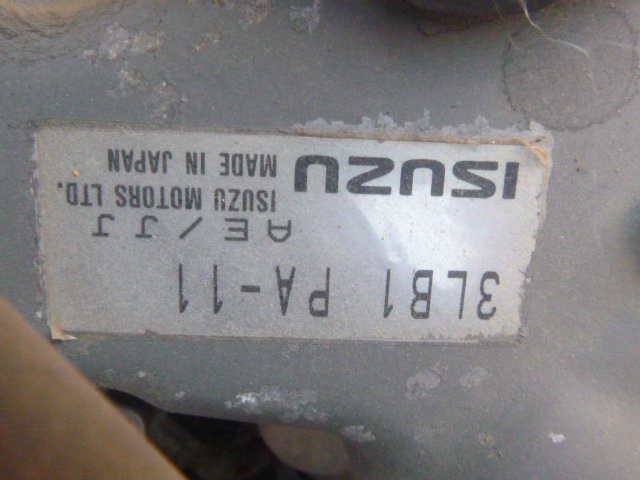 ISUZU
ISUZU MOTORS LTD.
MADE IN JAPAN
AE/JJ
3LB1 PA-11